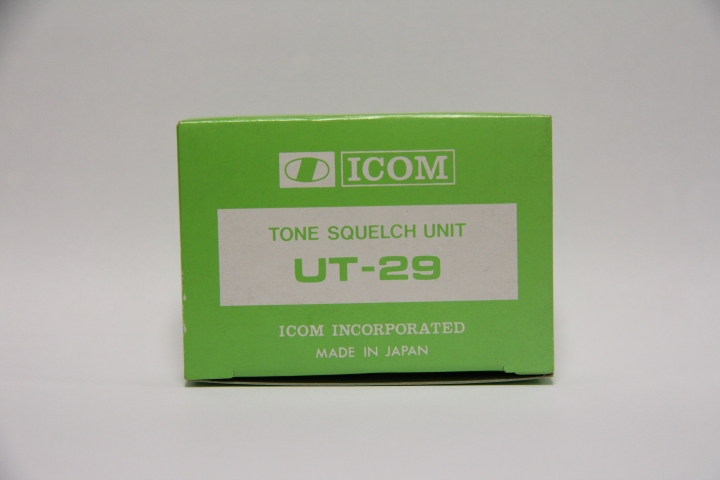 ICOM
TONE SQUELCH UNIT
UT-29
ICOM INCORPORATED
MADE IN JAPAN